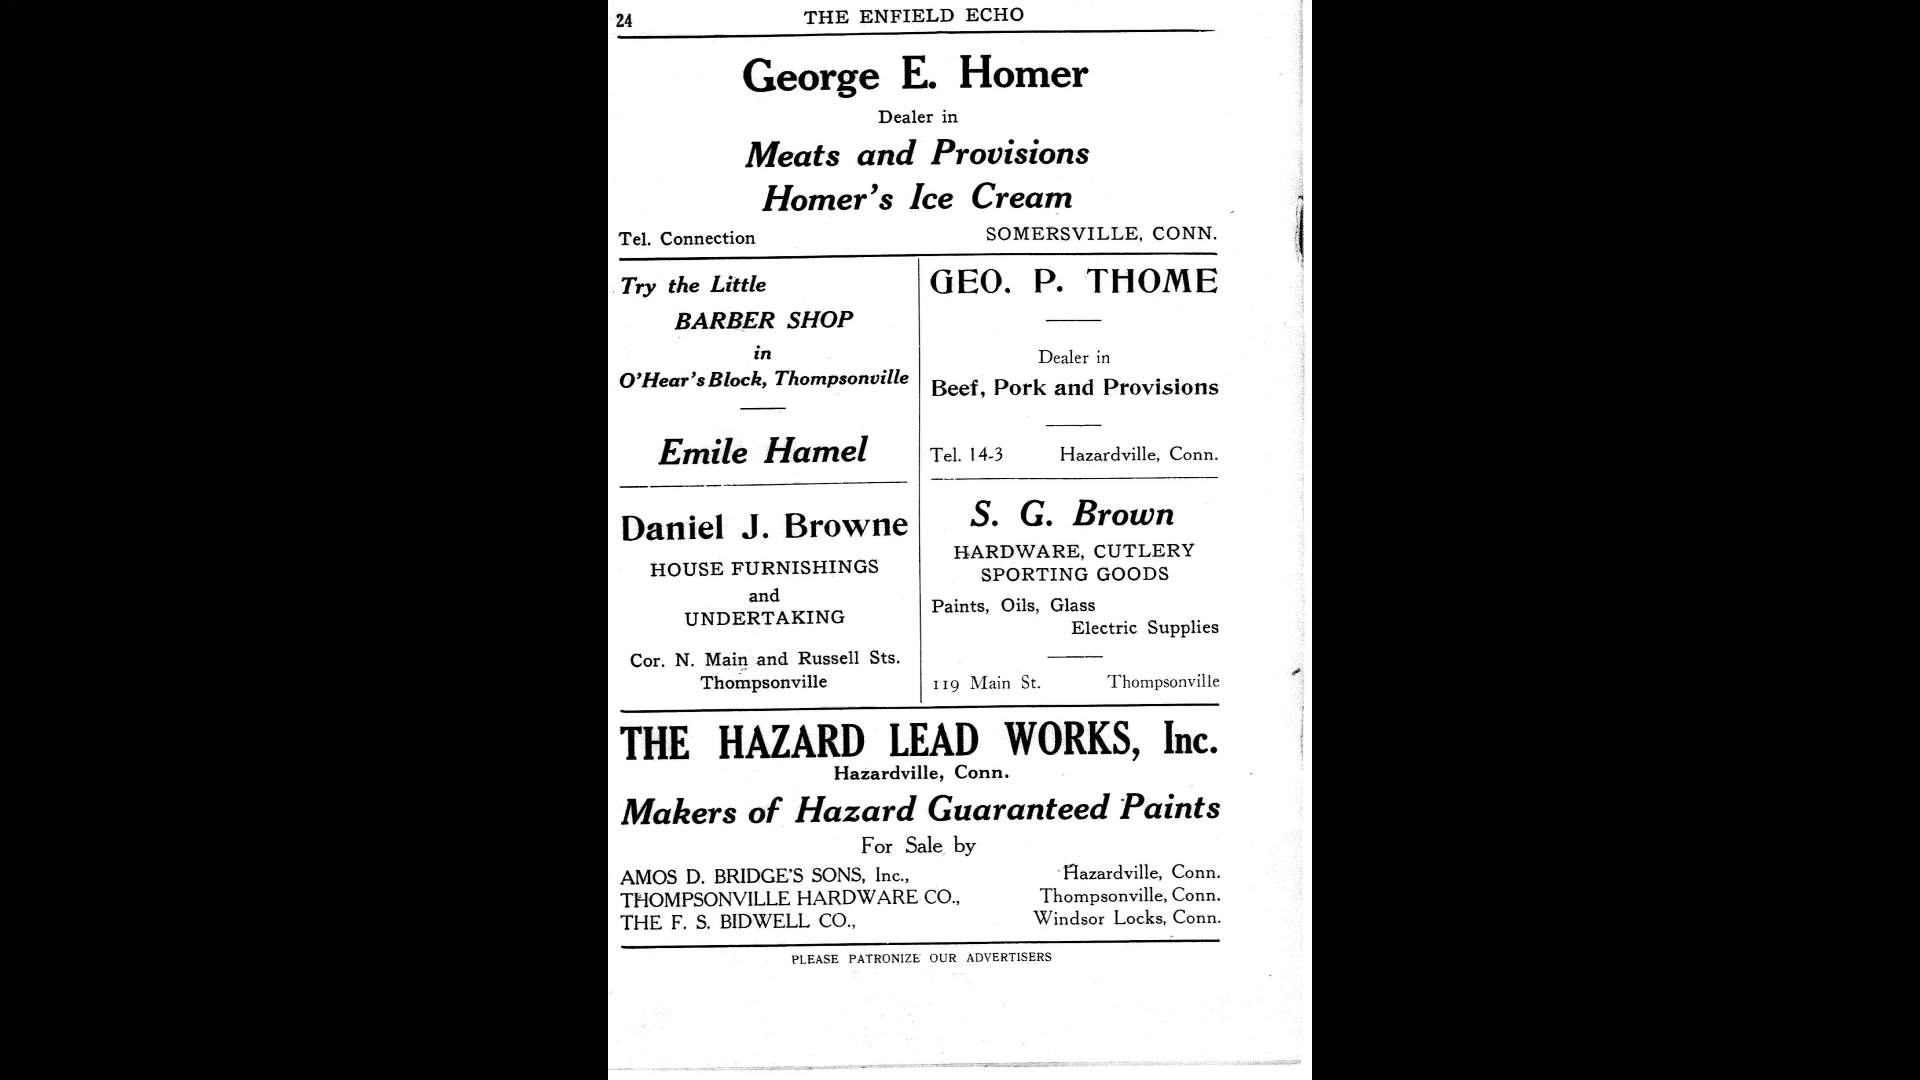 24 THE ENFIELD ECHO
George E. Homer
Dealer in
Meats and Provisions
Homer's Ice Cream
Tel. Connection SOMERSVILLE, CONN.
Try the Little
BARBER SHOP
in
O'Hear's Block, Thompsonville
Emile Hamel
GEO. P. THOME
Dealer in
Beef, Pork and Provisions
Tel. 14-3 Hazardville, Conn.
Daniel J. Browne
HOUSE FURNISHINGS
and
UNDERTAKING
Cor. N. Main and Russell Sts.
Thompsonville
S. G. Brown
HARDWARE, CUTLERY
SPORTING GOODS
Paints, Oils, Glass
Electric Supplies
119 Main St. Thompsonville
THE HAZARD LEAD WORKS, Inc.
Hazardville, Conn.
Makers of Hazard Guaranteed Paints
For Sale by
AMOS D. BRIDGE'S SONS, Inc., Hazardville, Conn.
THOMPSONVILLE HARDWARE CO., Thompsonville, Conn.
THE F. S. BIDWELL CO., Windsor Locks, Conn.
PLEASE PATRONIZE OUR ADVERTISERS